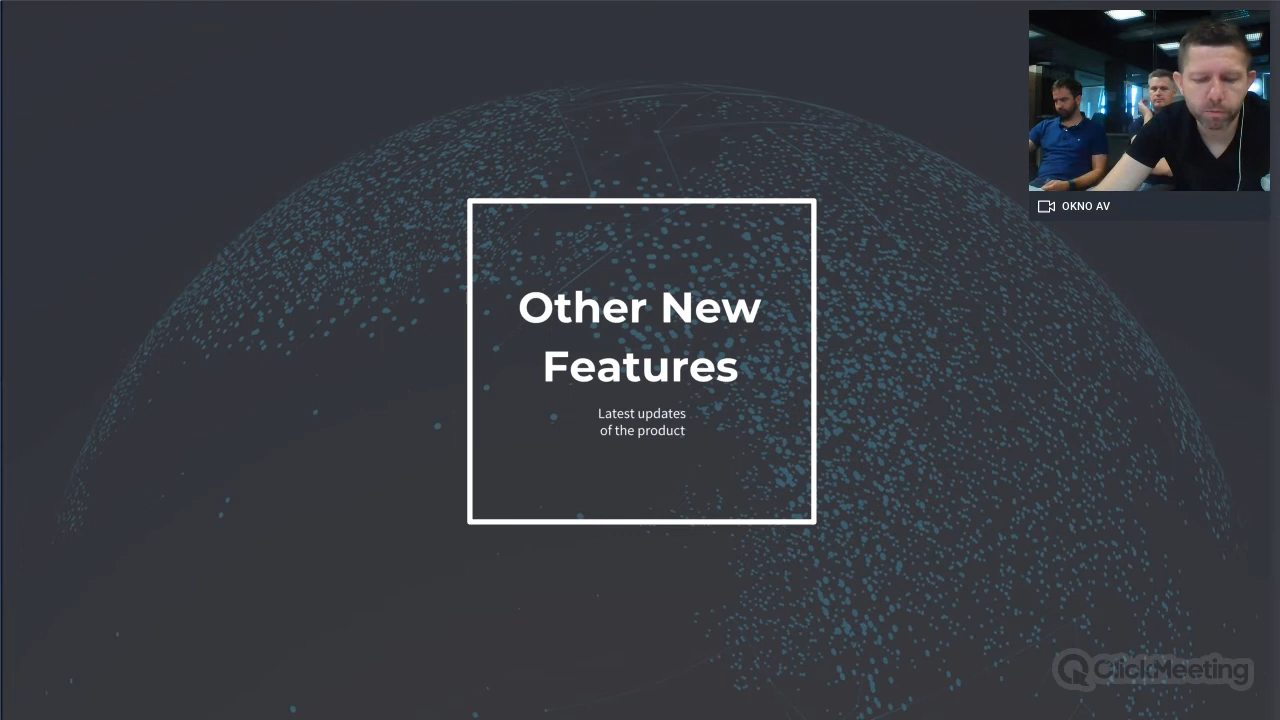 OKNO AV
Other New
Features
Latest updates
of the product
ClickMeeting